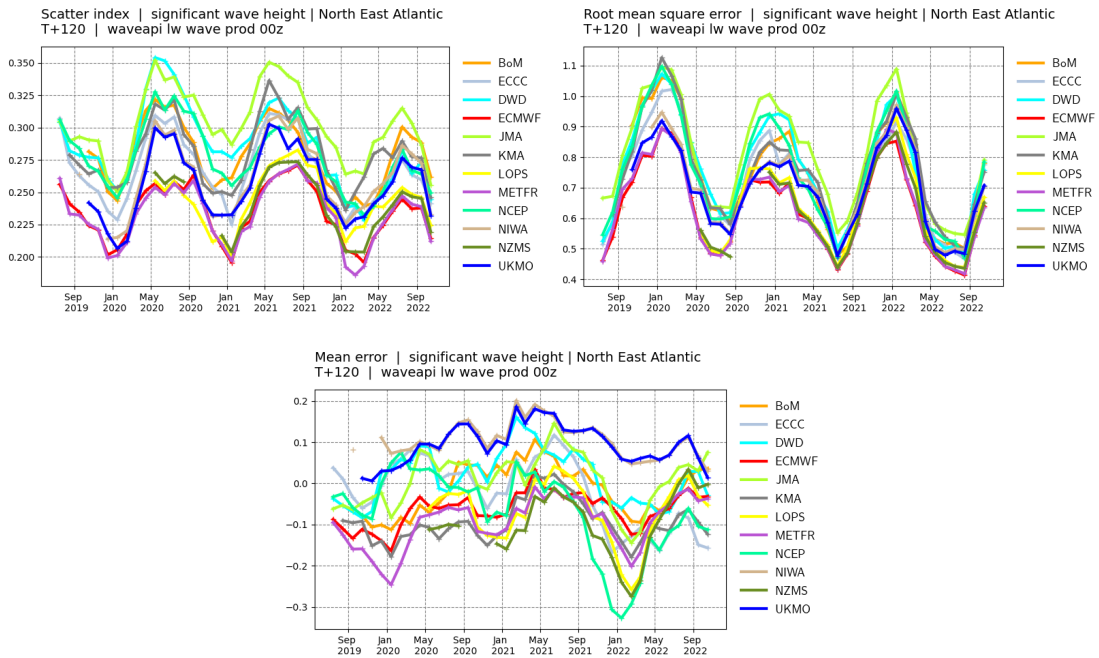 Scatter index | significant wave height | North East Atlantic
T+120 | waveapi lw wave prod 00z
0.350
0.325
0.300
0.275
0.250
0.225
0.200
Sep 2019
Jan 2020
May 2020
Sep 2020
Jan 2021
May 2021
Sep 2021
Jan 2022
May 2022
Sep 2022
BoM
ECCC
DWD
ECMWF
JMA
KMA
LOPS
METFR
NCEP
NIWA
NZMS
UKMO
Root mean square error | significant wave height | North East Atlantic
T+120 | waveapi lw wave prod 00z
1.1
1.0
0.9
0.8
0.7
0.6
0.5
0.4
Sep 2019
Jan 2020
May 2020
Sep 2020
Jan 2021
May 2021
Sep 2021
Jan 2022
May 2022
Sep 2022
BoM
ECCC
DWD
ECMWF
JMA
KMA
LOPS
METFR
NCEP
NIWA
NZMS
UKMO
Mean error | significant wave height | North East Atlantic
T+120 | waveapi lw wave prod 00z
0.2
0.1
0.0
−0.1
−0.2
−0.3
Sep 2019
Jan 2020
May 2020
Sep 2020
Jan 2021
May 2021
Sep 2021
Jan 2022
May 2022
Sep 2022
BoM
ECCC
DWD
ECMWF
JMA
KMA
LOPS
METFR
NCEP
NIWA
NZMS
UKMO